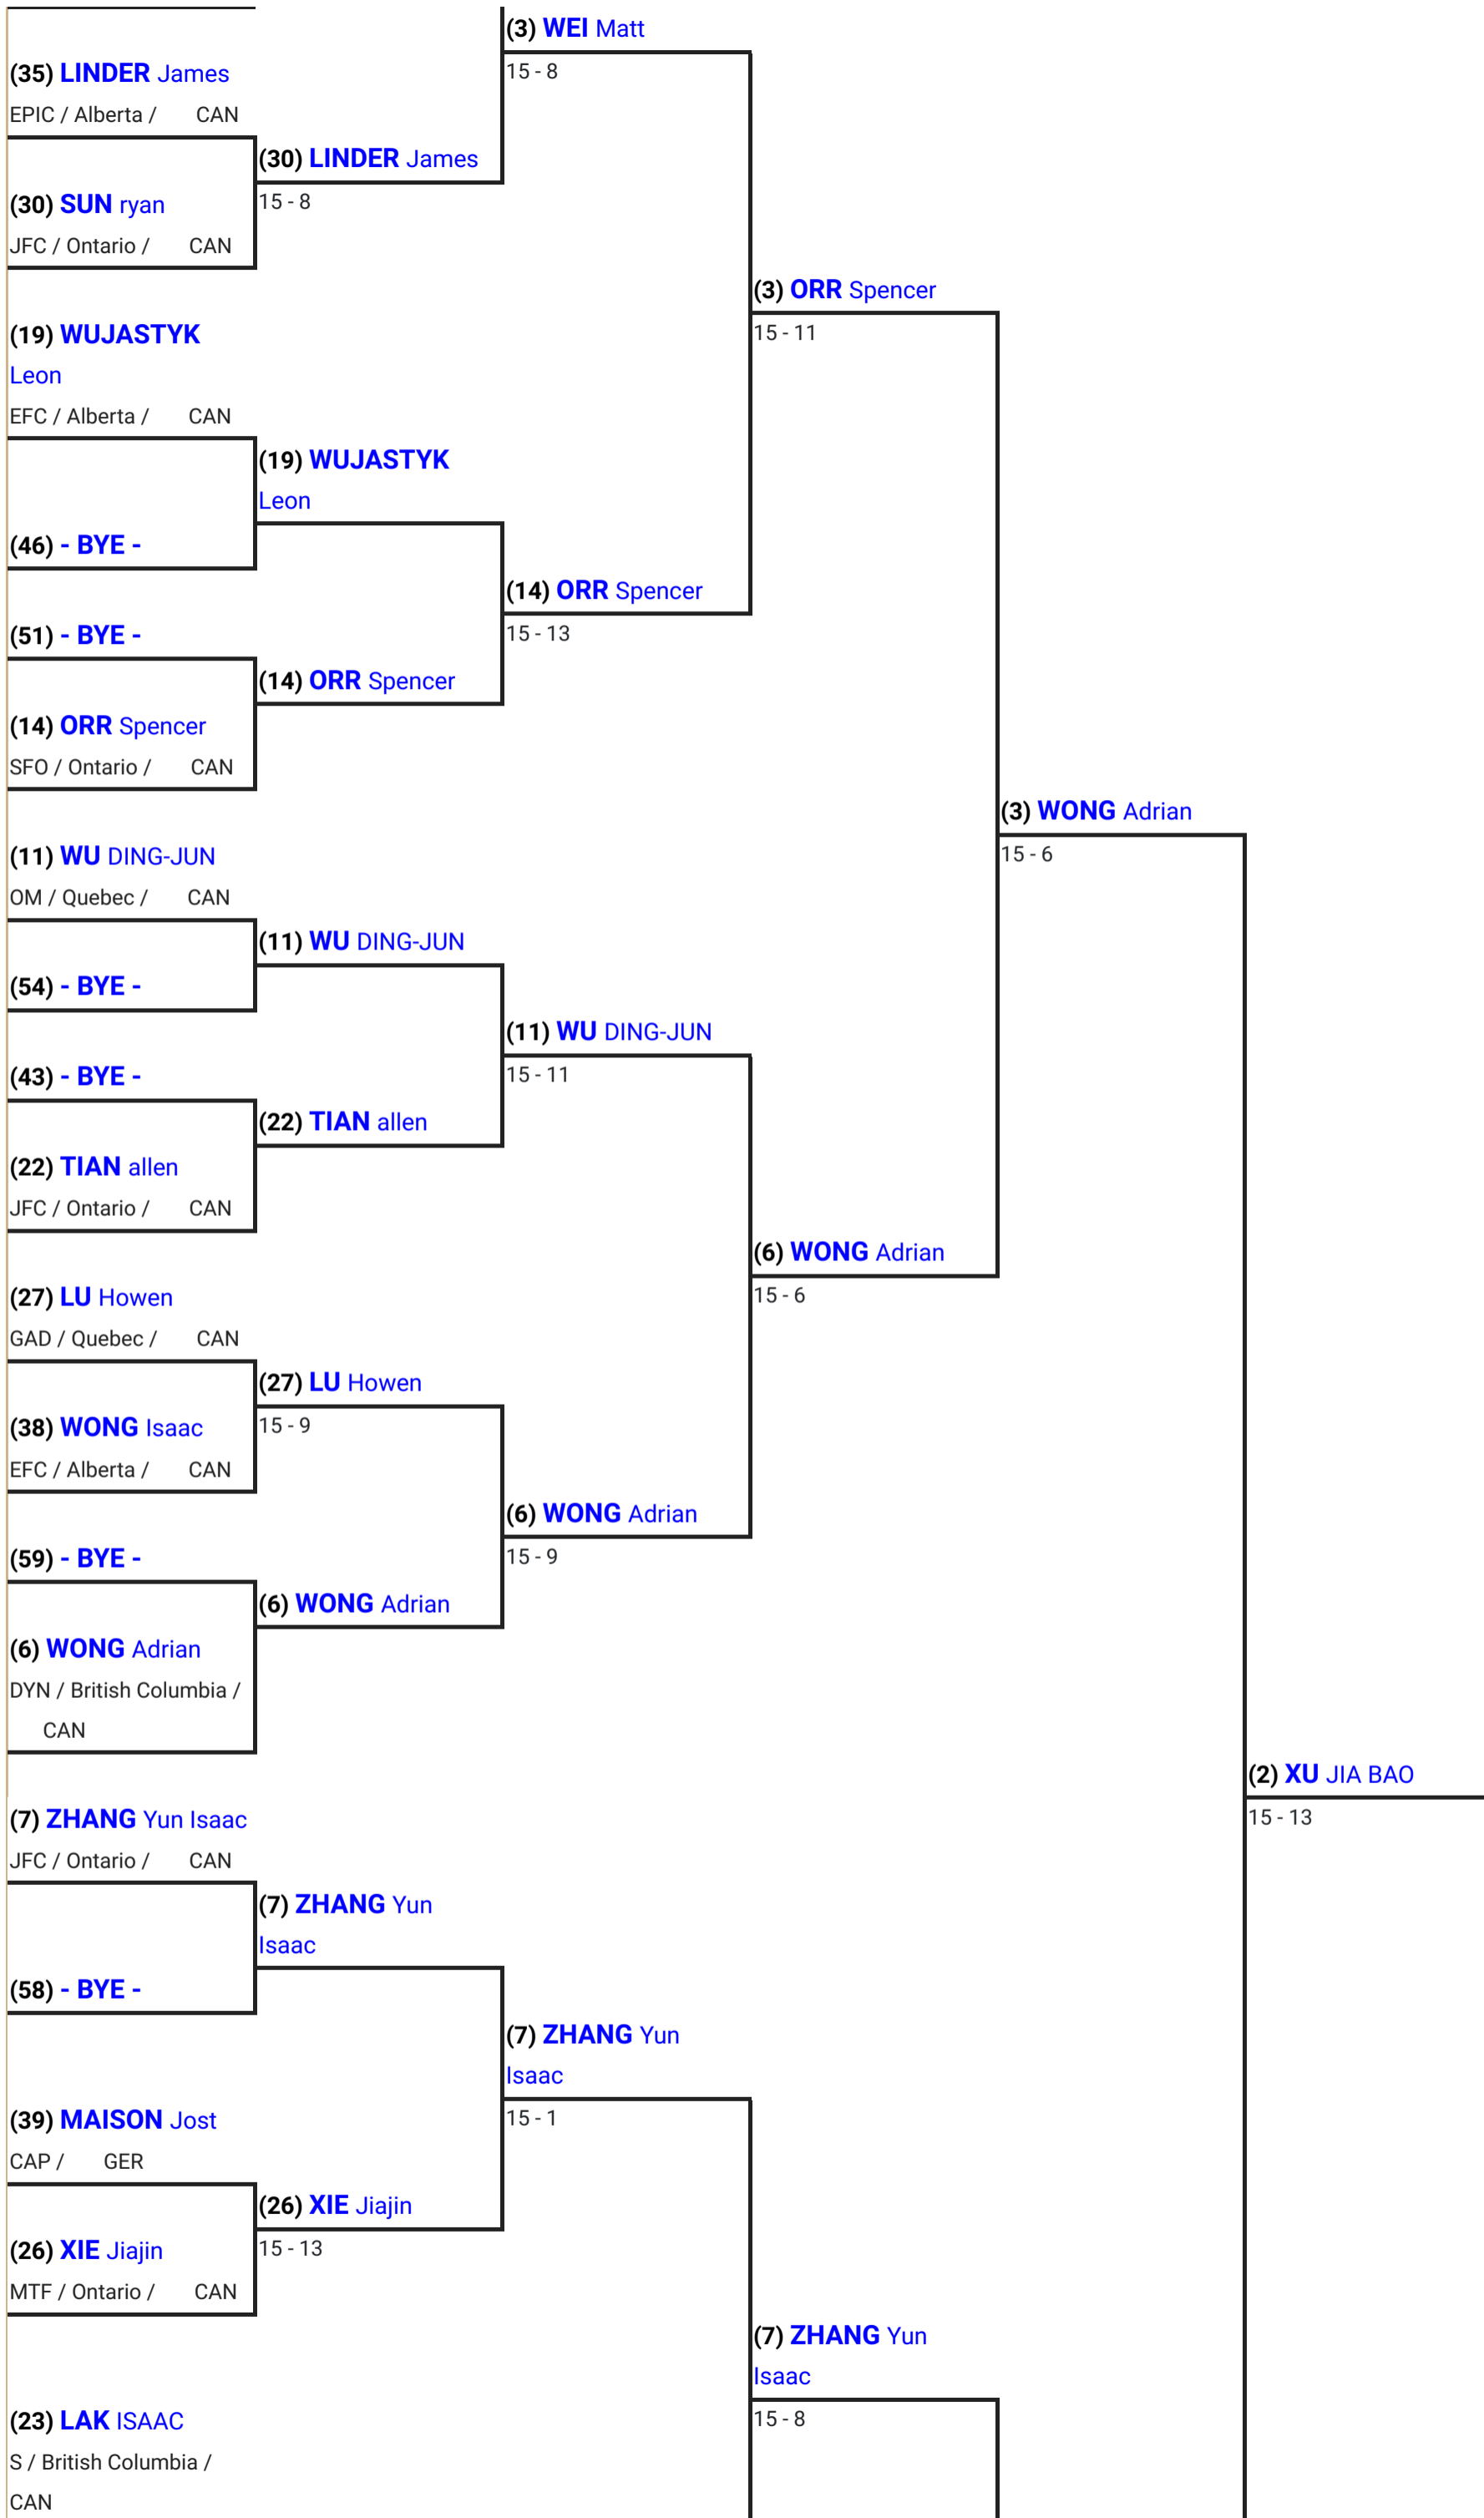 (35) LINDER James
EPIC / Alberta / CAN
(30) SUN ryan
JFC / Ontario / CAN
(19) WUJASTYK
Leon
EFC / Alberta / CAN
(46) - BYE -
(51) - BYE -
(14) ORR Spencer
SFO / Ontario / CAN
(11) WU DING-JUN
OM / Quebec / CAN
(54) - BYE -
(43) - BYE -
(22) TIAN allen
JFC / Ontario / CAN
(27) LU Howen
GAD / Quebec / CAN
(38) WONG Isaac
EFC / Alberta / CAN
(59) - BYE -
(6) WONG Adrian
DYN / British Columbia /
CAN
(7) ZHANG Yun Isaac
JFC / Ontario / CAN
(58) - BYE -
(39) MAISON Jost
CAP / GER
(26) XIE Jiajin
MTF / Ontario / CAN
(23) LAK ISAAC
S / British Columbia /
CAN
(30) LINDER James
15 - 8
(19) WUJASTYK
Leon
(14) ORR Spencer
(11) WU DING-JUN
(22) TIAN allen
(27) LU Howen
15 - 9
(6) WONG Adrian
(7) ZHANG Yun
Isaac
(26) XIE Jiajin
15 - 13
(3) WEI Matt
15 - 8
(14) ORR Spencer
15 - 13
(11) WU DING-JUN
15 - 11
(6) WONG Adrian
15 - 9
(7) ZHANG Yun
Isaac
15 - 1
(3) ORR Spencer
15 - 11
(6) WONG Adrian
15 - 6
(7) ZHANG Yun
Isaac
15 - 8
(3) WONG Adrian
15 - 6
(2) XU JIA BAO
15 - 13